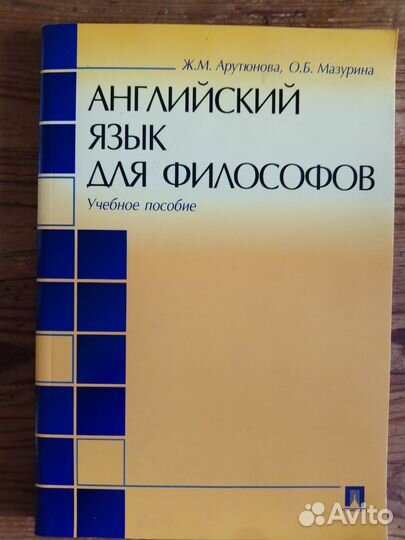 Ж.М. Арутюнова, О.Б. Мазурина
АНГЛИЙСКИЙ
ЯЗЫК
ДЛЯ ФИЛОСОФОВ
Учебное пособие
Avito